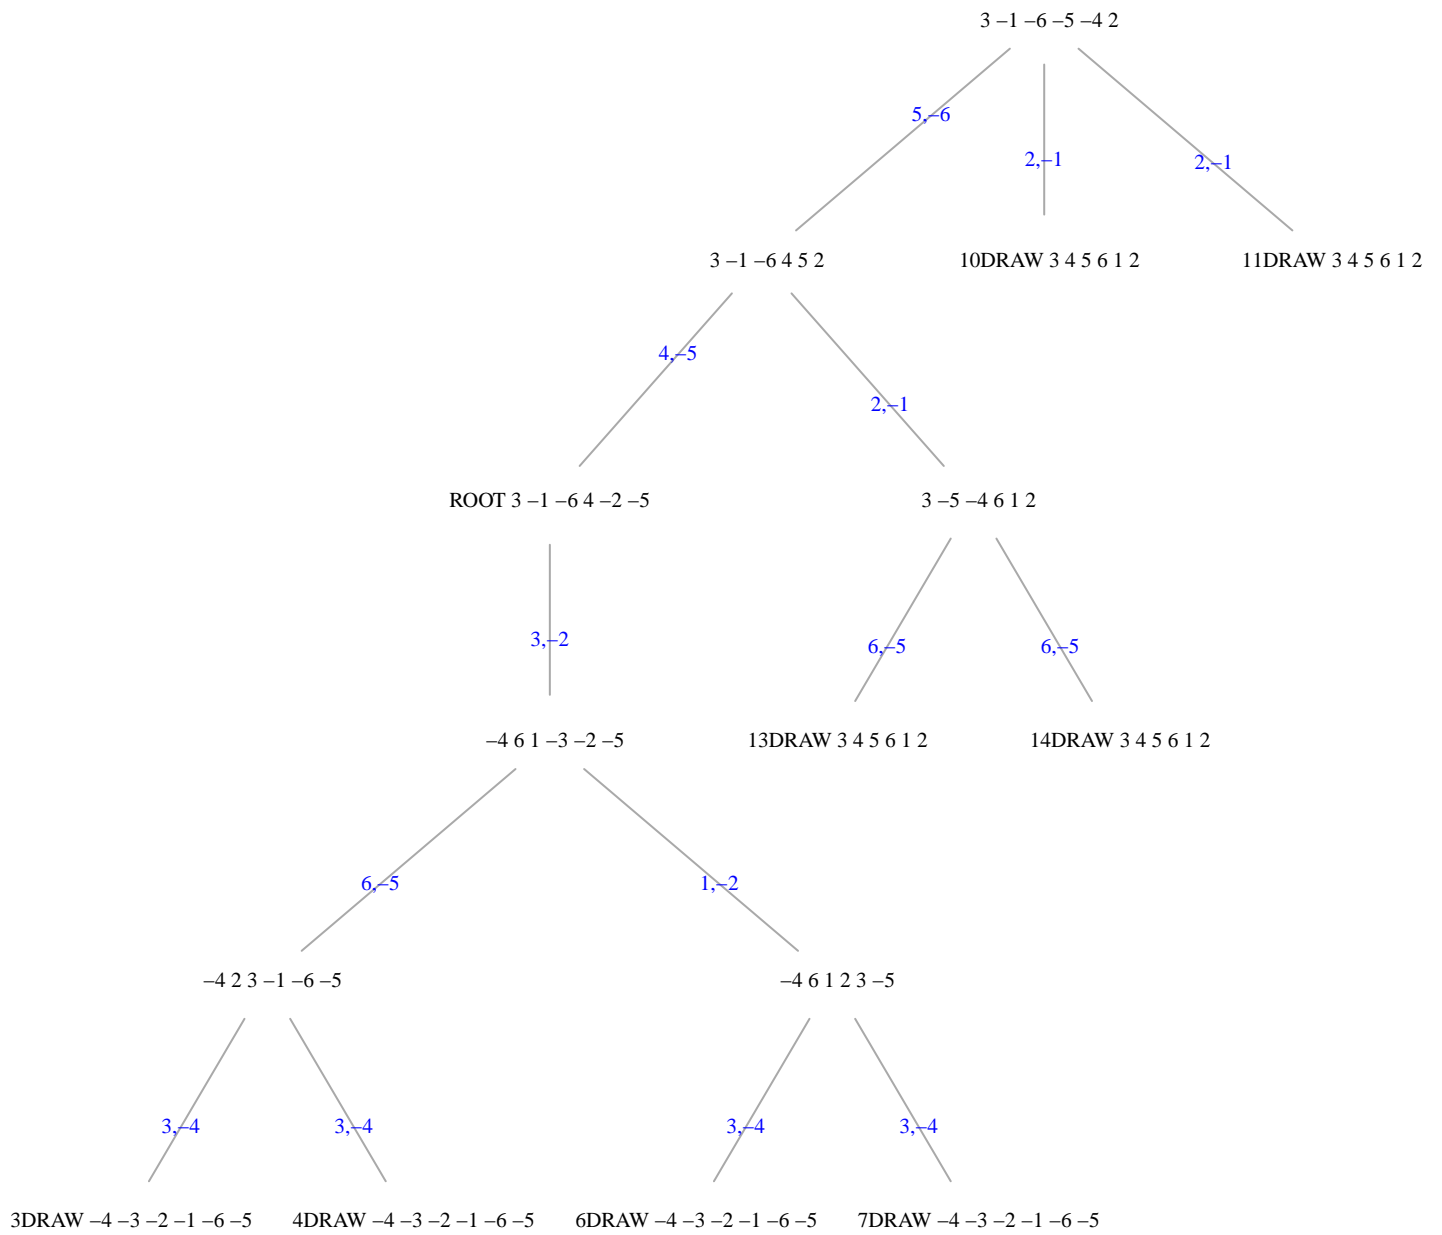 3 –1 –6 –5 –4 2
5,–6
2,–1
2,–1
3 –1 –6 4 5 2
10DRAW 3 4 5 6 1 2
11DRAW 3 4 5 6 1 2
4,–5
2,–1
ROOT 3 –1 –6 4 –2 –5
3 –5 –4 6 1 2
3,–2
6,–5
6,–5
–4 6 1 –3 –2 –5
13DRAW 3 4 5 6 1 2
14DRAW 3 4 5 6 1 2
6,–5
1,–2
–4 2 3 –1 –6 –5
–4 6 1 2 3 –5
3,–4
3,–4
3,–4
3,–4
3DRAW –4 –3 –2 –1 –6 –5
4DRAW –4 –3 –2 –1 –6 –5
6DRAW –4 –3 –2 –1 –6 –5
7DRAW –4 –3 –2 –1 –6 –5